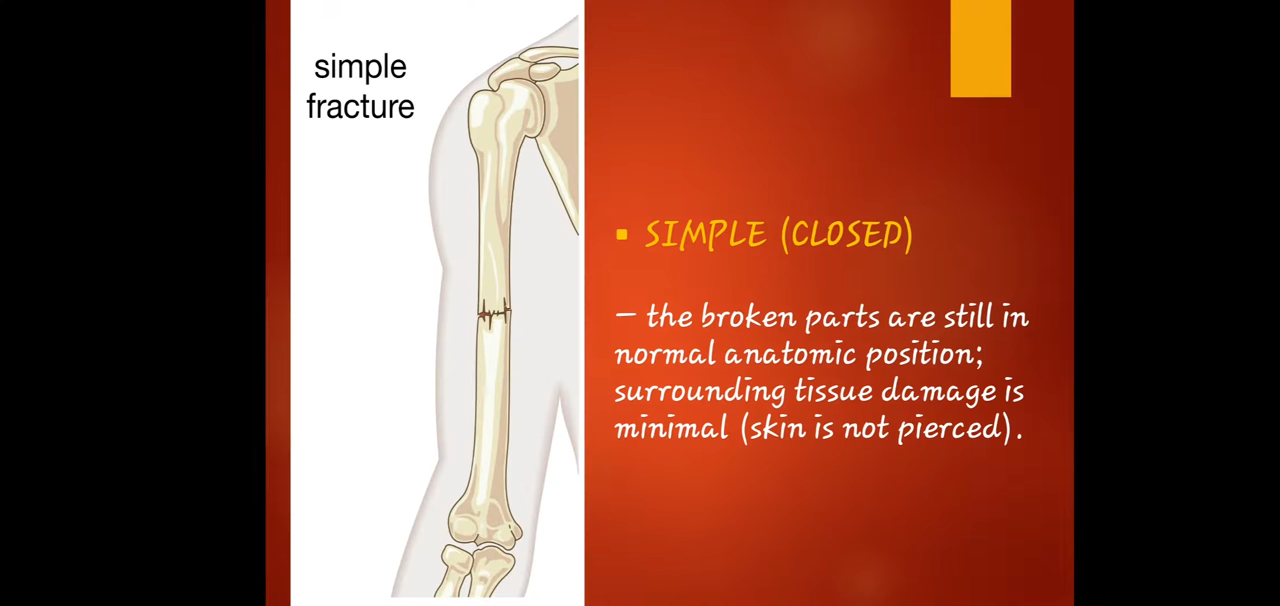 simple
fracture
▪ SIMPLE (CLOSED)
– the broken parts are still in
normal anatomic position;
surrounding tissue damage is
minimal (skin is not pierced).